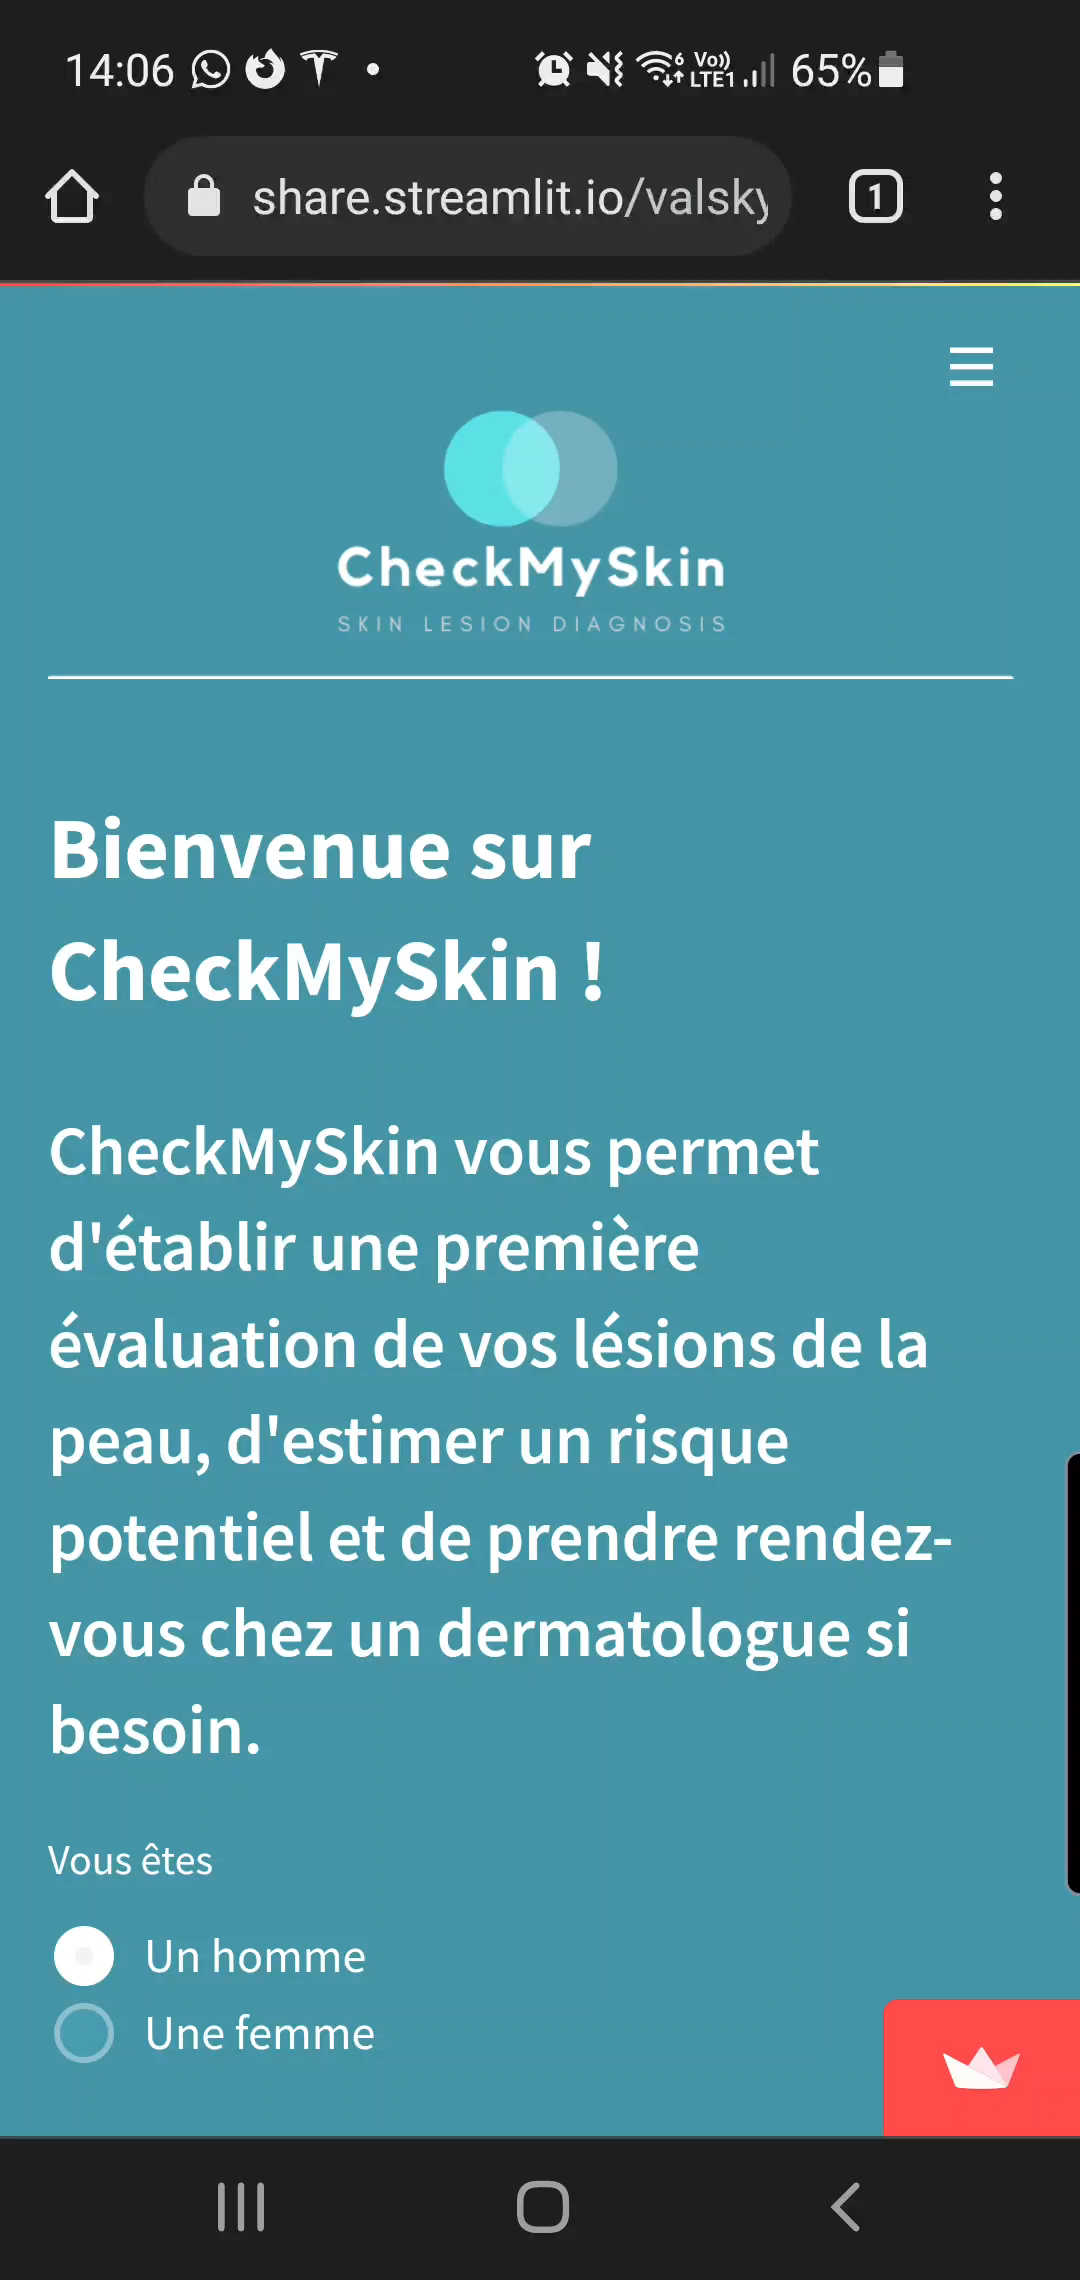 14:06
Vo)) LTE1 65%
share.streamlit.io/valsky
1
CheckMySkin
SKIN LESION DIAGNOSIS
Bienvenue sur
CheckMySkin !
CheckMySkin vous permet
d'établir une première
évaluation de vos lésions de la
peau, d'estimer un risque
potentiel et de prendre rendez-
vous chez un dermatologue si
besoin.
Vous êtes
Un homme
Une femme